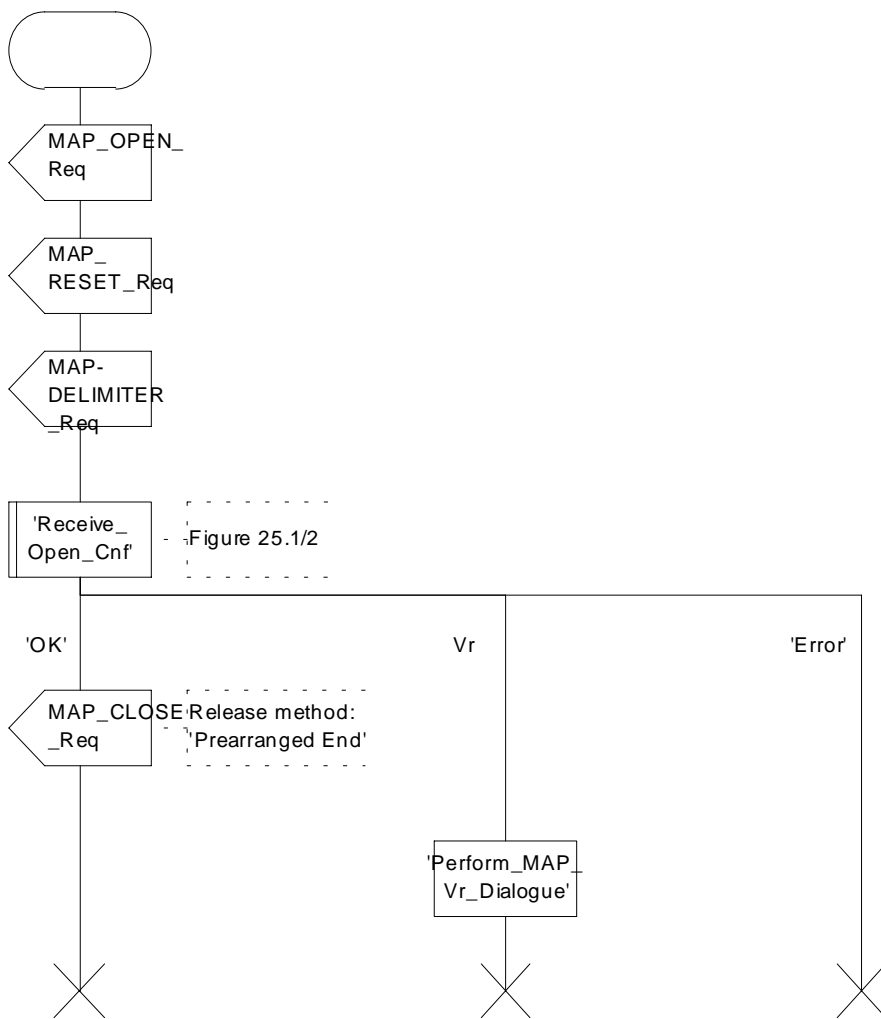 MAP_OPEN_
Req
MAP_
RESET_Req
MAP-
DELIMITER
_Req
'Receive_
Open_Cnf'
Figure 25.1/2
'OK'
Vr
'Error'
MAP_CLOSE
_Req
Release method:
'Prearranged End'
'Perform_MAP_
Vr_Dialogue'